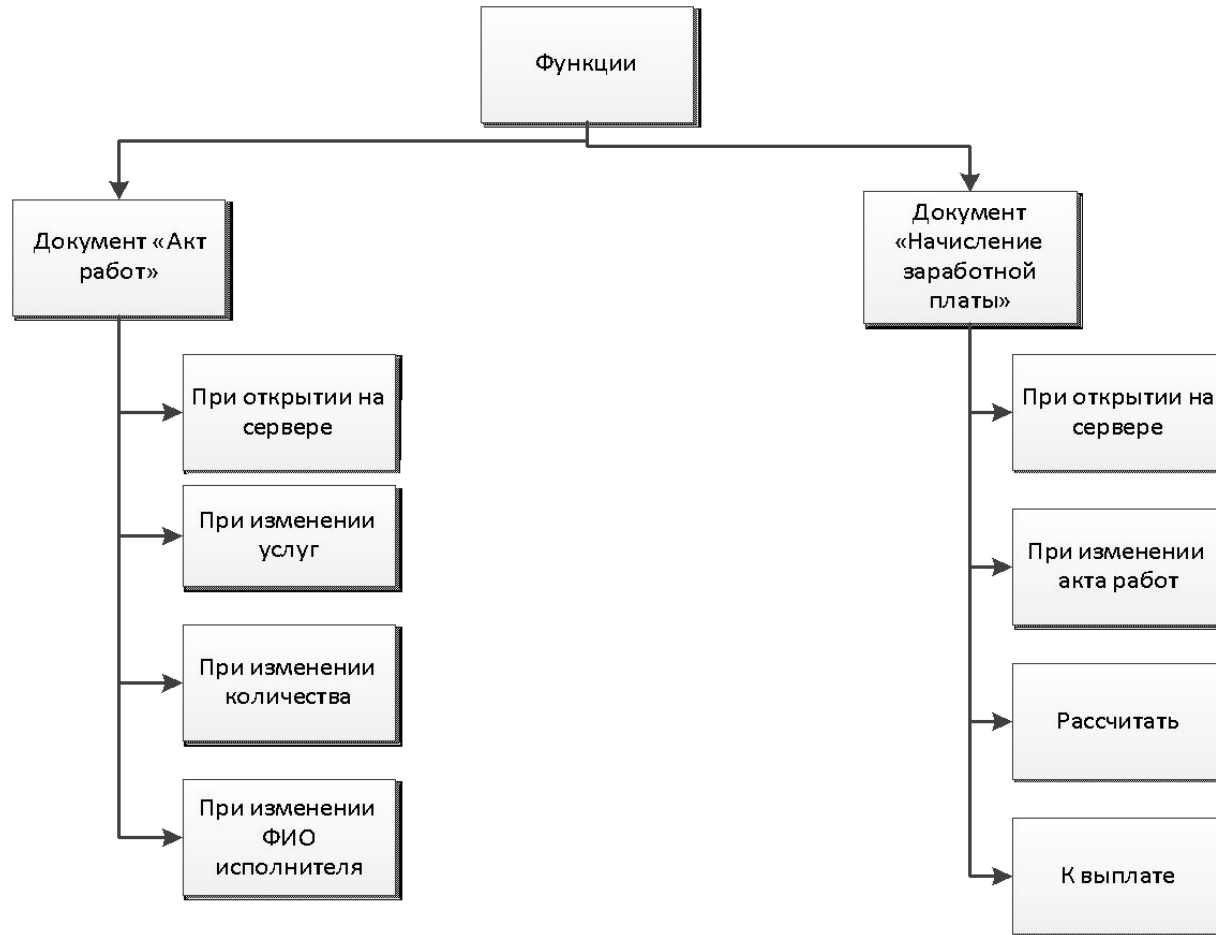 Функции
Документ «Акт
работ»
При открытии на
сервере
При изменении
услуг
При изменении
количества
При изменении
ФИО
исполнителя
Документ
«Начисление
заработной
платы»
При открытии на
сервере
При изменении
акта работ
Рассчитать
К выплате